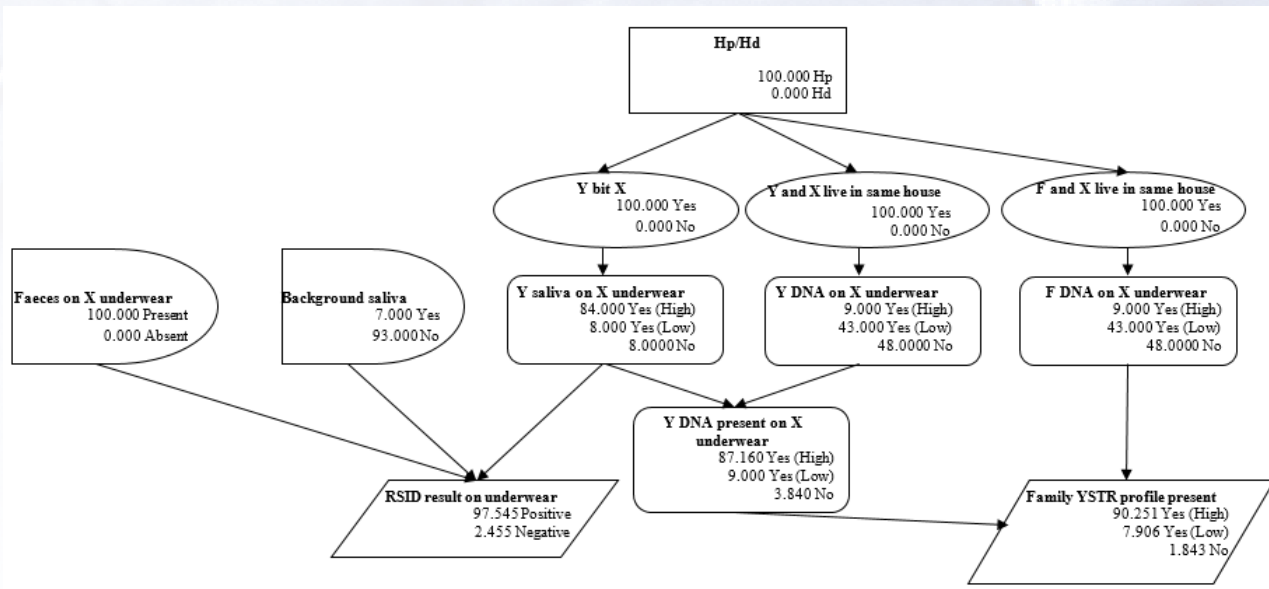 Hp/Hd
100.000 Hp
0.000 Hd
Y bit X
100.000 Yes
0.000 No
Y and X live in same house
100.000 Yes
0.000 No
F and X live in same house
100.000 Yes
0.000 No
Faeces on X underwear
100.000 Present
0.000 Absent
Background saliva
7.000 Yes
93.000 No
Y saliva on X underwear
84.000 Yes (High)
8.000 Yes (Low)
8.0000 No
Y DNA on X underwear
9.000 Yes (High)
43.000 Yes (Low)
48.0000 No
F DNA on X underwear
9.000 Yes (High)
43.000 Yes (Low)
48.0000 No
Y DNA present on X
underwear
87.160 Yes (High)
9.000 Yes (Low)
3.840 No
RSID result on underwear
97.545 Positive
2.455 Negative
Family YSTR profile present
90.251 Yes (High)
7.906 Yes (Low)
1.843 No